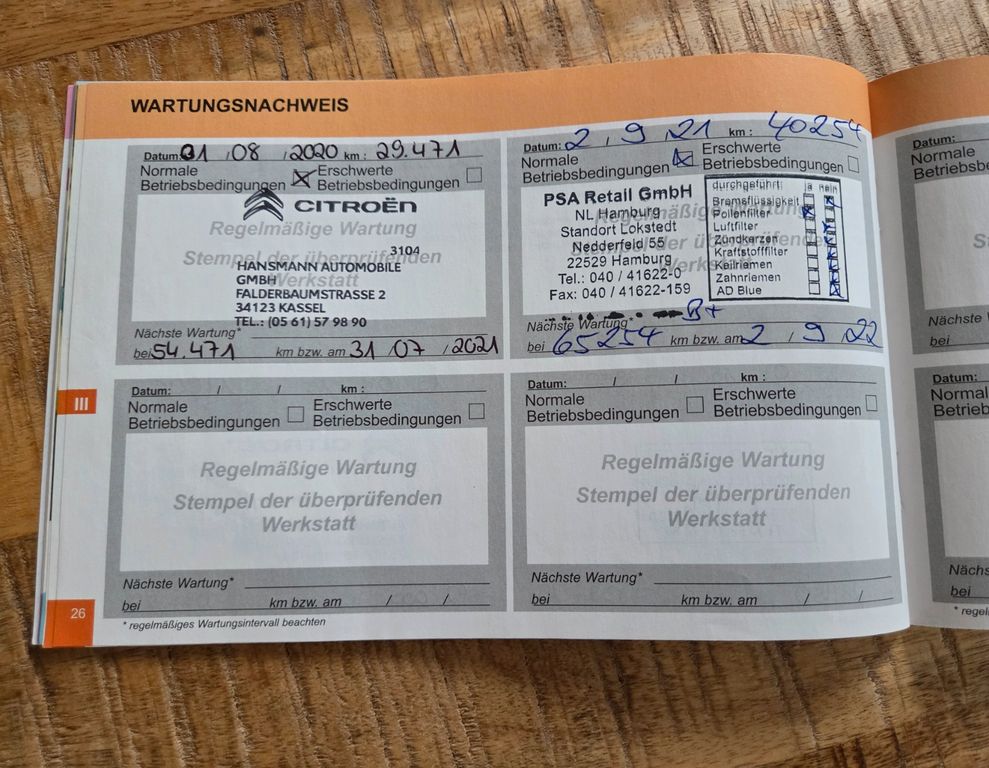 WARTUNGSNACHWEIS
Datum: 01 / 08 / 2020 km : 29.471
Normale
Betriebsbedingungen
Erschwerte
Betriebsbedingungen
CITROËN
Regelmäßige Wartung
Stempel der überprüfenden
Werkstatt
3104
HANSMANN AUTOMOBILE
GMBH
FALDERBAUMSTRASSE 2
34123 KASSEL
TEL.: (05 61) 57 98 90
Nächste Wartung*
bei 54.471 km bzw. am 31 / 07 / 2021
Datum: 2 / 9 / 21 km : 40254
Normale
Betriebsbedingungen
Erschwerte
Betriebsbedingungen
PSA Retail GmbH
NL Hamburg
Standort Lokstedt
Nedderfeld 55
22529 Hamburg
Tel.: 040 / 41622-0
Fax: 040 / 41622-159
durchgeführt: ja nein
Bremsflüssigkeit
Pollenfilter
Luftfilter
Zündkerzen
Kraftstofffilter
Keilriemen
Zahnriemen
AD Blue
B+
Nächste Wartung*
bei 65254 km bzw. am 2 / 9 / 22
III
Datum: / / km :
Normale
Betriebsbedingungen
Erschwerte
Betriebsbedingungen
Regelmäßige Wartung
Stempel der überprüfenden
Werkstatt
Nächste Wartung*
bei km bzw. am / /
Datum: / / km :
Normale
Betriebsbedingungen
Erschwerte
Betriebsbedingungen
Regelmäßige Wartung
Stempel der überprüfenden
Werkstatt
Nächste Wartung*
bei km bzw. am / /
* regelmäßiges Wartungsintervall beachten
26
Datum:
Nächste
bei
Datum:
bei